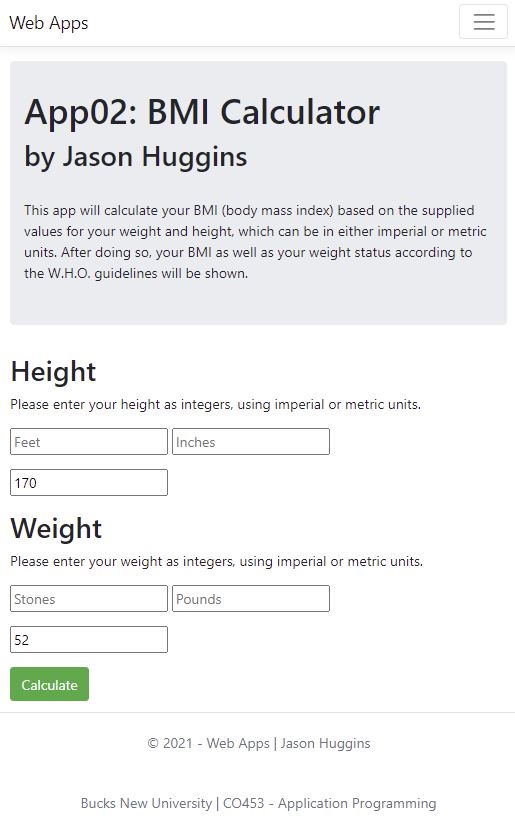 Web Apps
App02: BMI Calculator
by Jason Huggins
This app will calculate your BMI (body mass index) based on the supplied
values for your weight and height, which can be in either imperial or metric
units. After doing so, your BMI as well as your weight status according to
the W.H.O. guidelines will be shown.
Height
Please enter your height as integers, using imperial or metric units.
Feet Inches
170
Weight
Please enter your weight as integers, using imperial or metric units.
Stones Pounds
52
Calculate
© 2021 - Web Apps | Jason Huggins
Bucks New University | CO453 - Application Programming